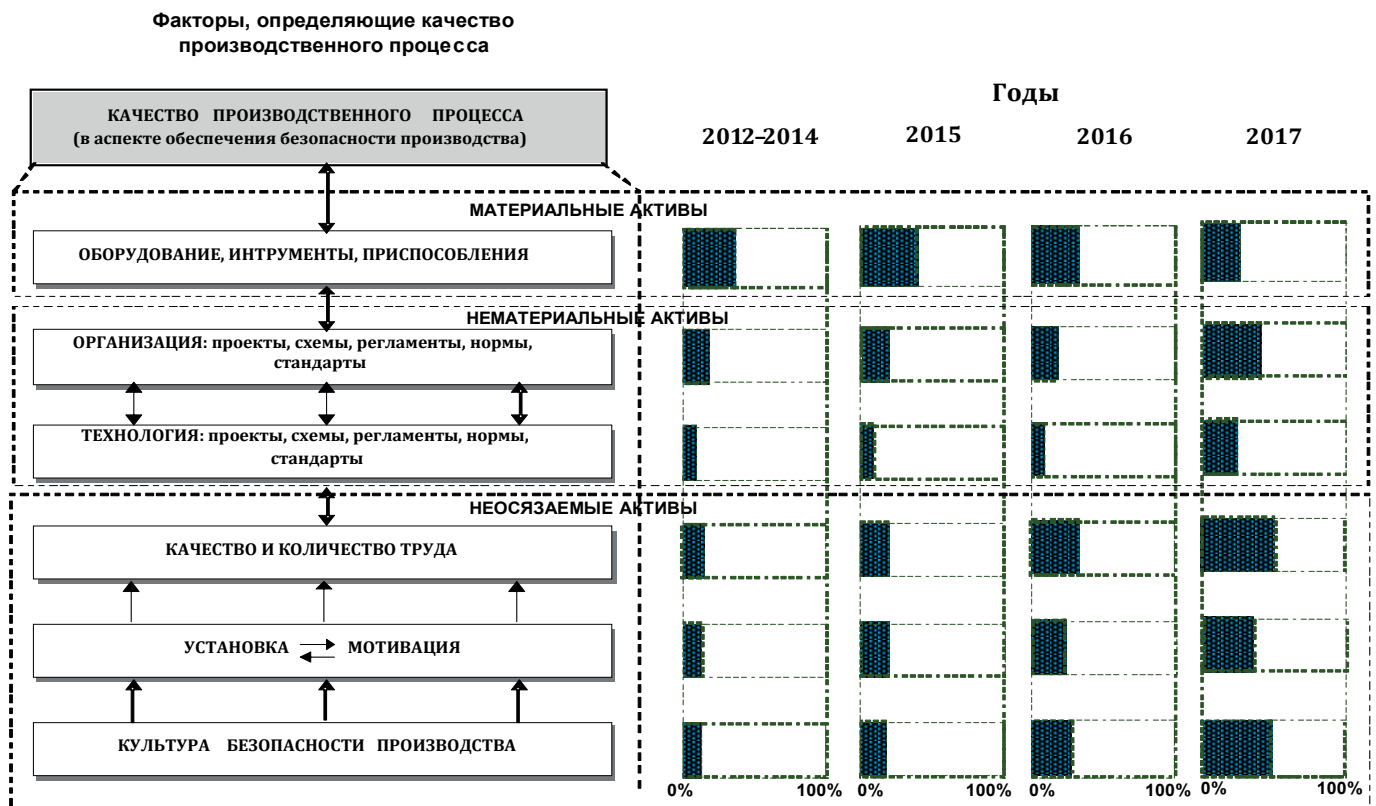 Факторы, определяющие качество
производственного процесса
КАЧЕСТВО ПРОИЗВОДСТВЕННОГО ПРОЦЕССА
(в аспекте обеспечения безопасности производства)
Годы
2012–2014 2015 2016 2017
МАТЕРИАЛЬНЫЕ АКТИВЫ
ОБОРУДОВАНИЕ, ИНТРУМЕНТЫ, ПРИСПОСОБЛЕНИЯ
НЕМАТЕРИАЛЬНЫЕ АКТИВЫ
ОРГАНИЗАЦИЯ: проекты, схемы, регламенты, нормы,
стандарты
ТЕХНОЛОГИЯ: проекты, схемы, регламенты, нормы,
стандарты
НЕОСЯЗАЕМЫЕ АКТИВЫ
КАЧЕСТВО И КОЛИЧЕСТВО ТРУДА
УСТАНОВКА МОТИВАЦИЯ
КУЛЬТУРА БЕЗОПАСНОСТИ ПРОИЗВОДСТВА
0% 100% 0% 100% 0% 100% 0% 100%